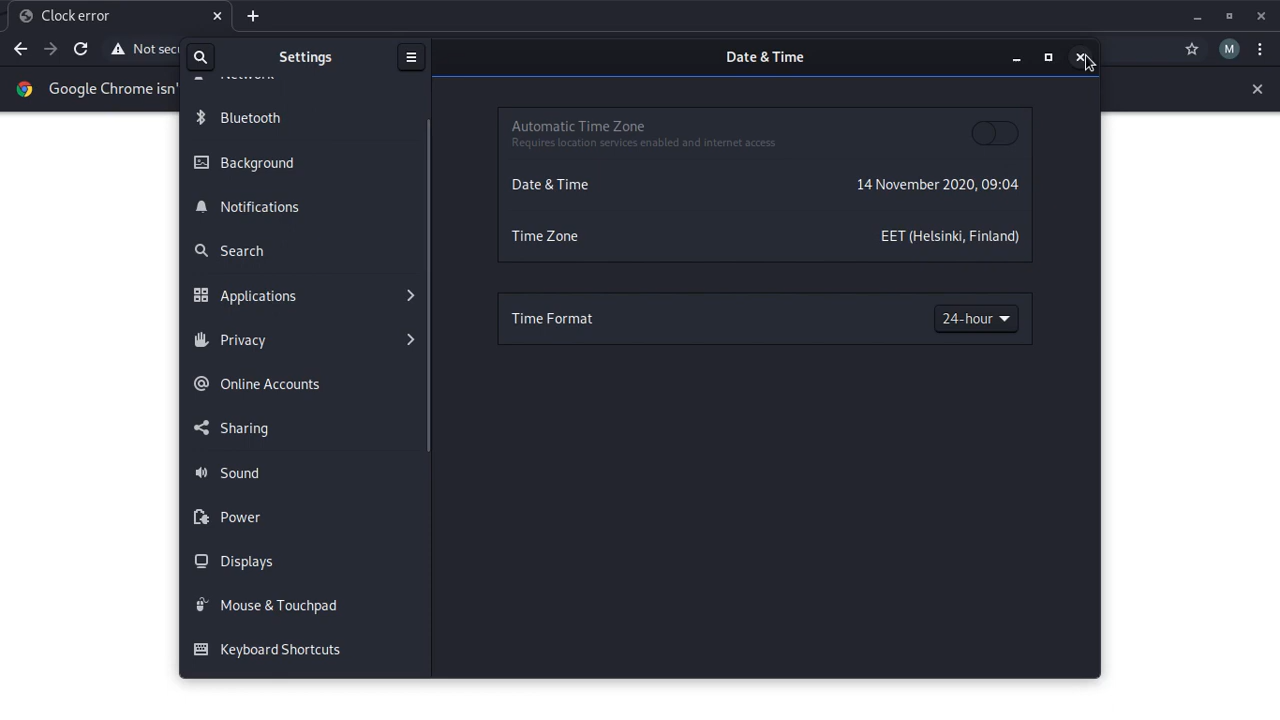 Clock error
Not secu
M
Google Chrome isn'
Settings
Date & Time
Network
Bluetooth
Background
Notifications
Search
Applications
Privacy
Online Accounts
Sharing
Sound
Power
Displays
Mouse & Touchpad
Keyboard Shortcuts
Automatic Time Zone
Requires location services enabled and internet access
Date & Time 14 November 2020, 09:04
Time Zone EET (Helsinki, Finland)
Time Format 24-hour